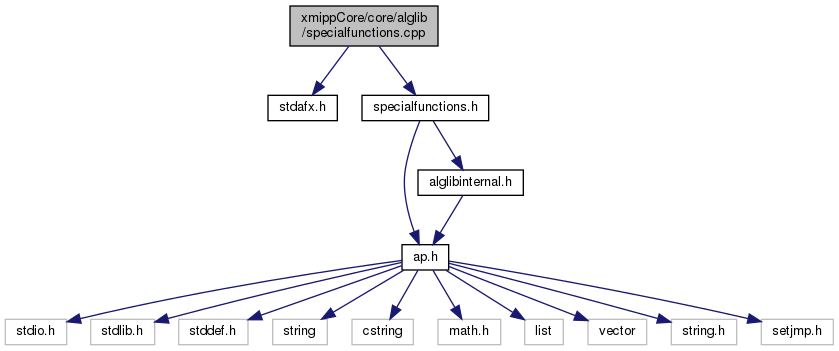 xmippCore/core/alglib
/specialfunctions.cpp
stdafx.h
specialfunctions.h
alglibinternal.h
ap.h
stdio.h
stdlib.h
stddef.h
string
cstring
math.h
list
vector
string.h
setjmp.h